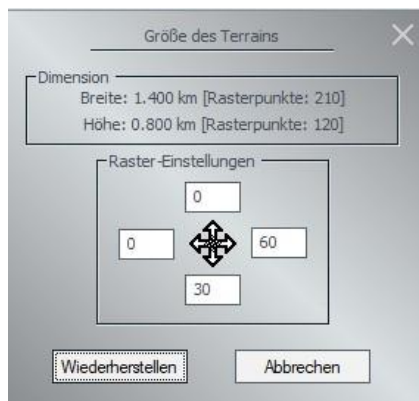 Größe des Terrains
Dimension
Breite: 1.400 km [Rasterpunkte: 210]
Höhe: 0.800 km [Rasterpunkte: 120]
Raster-Einstellungen
0
0 60
30
Wiederherstellen Abbrechen